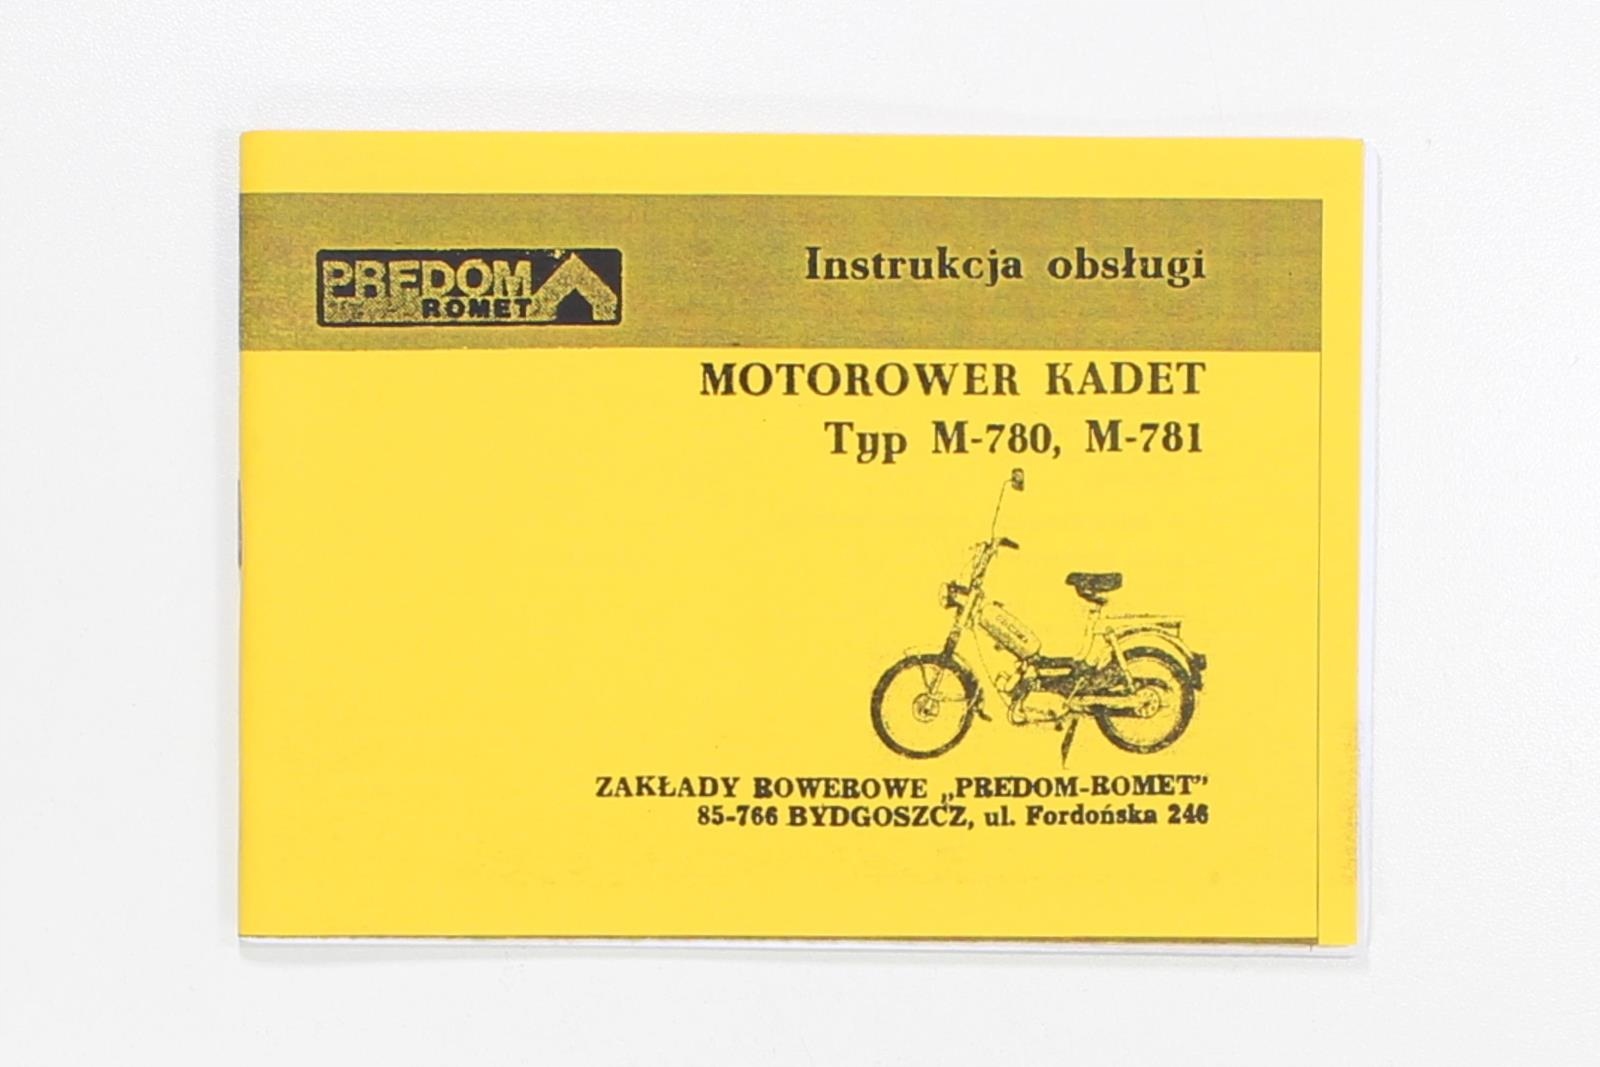 PREDOM
ROMET
Instrukcja obsługi
MOTOROWER KADET
Typ M-780, M-781
ZAKŁADY ROWEROWE „PREDOM-ROMET”
85-766 BYDGOSZCZ, ul. Fordońska 246